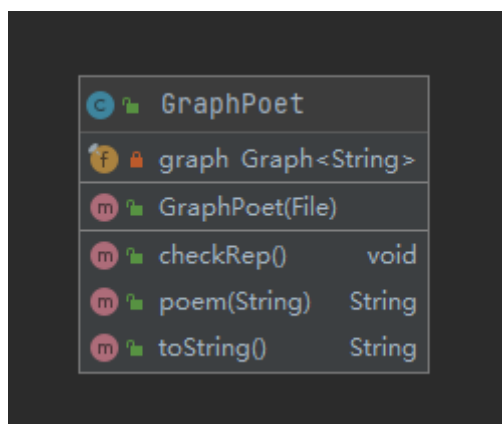 GraphPoet
graph Graph<String>
GraphPoet(File)
checkRep() void
poem(String) String
toString() String